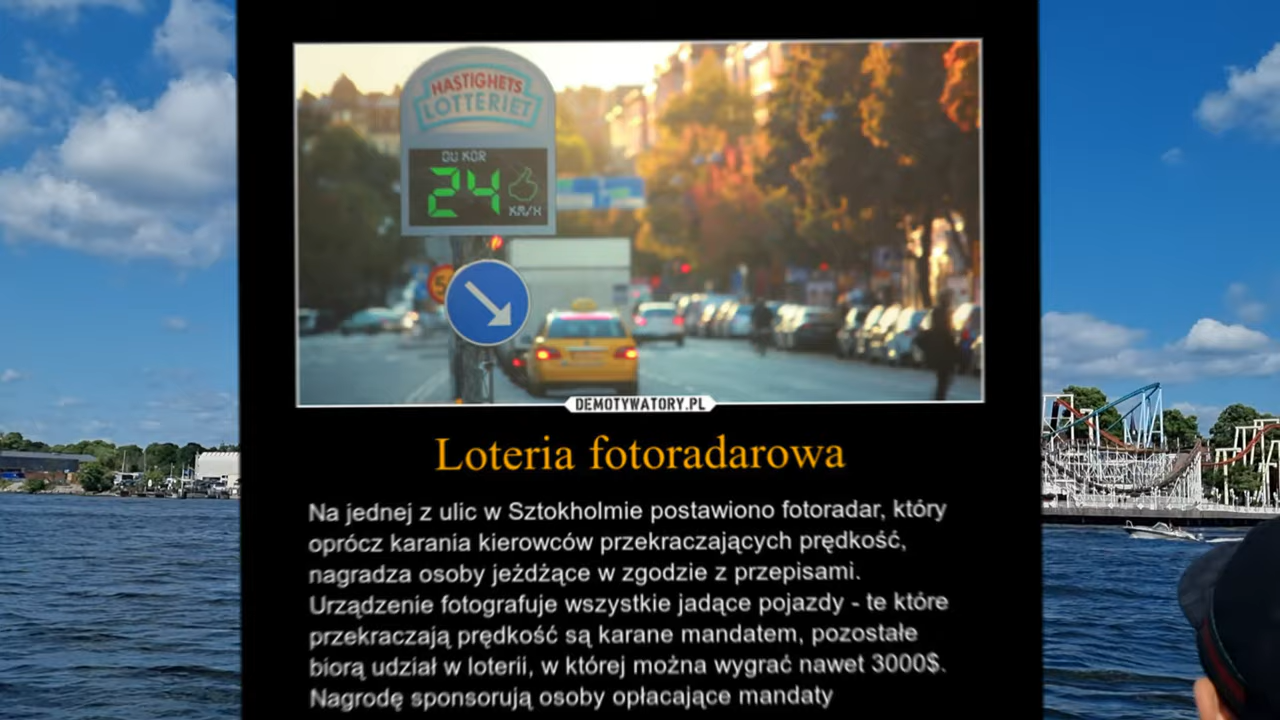 HASTIGHETS
LOTTERIET
DU KÖR
24
KM/H
DEMOTYWATORY.PL
Loteria fotoradarowa
Na jednej z ulic w Sztokholmie postawiono fotoradar, który
oprócz karania kierowców przekraczających prędkość,
nagradza osoby jeżdżące w zgodzie z przepisami.
Urządzenie fotografuje wszystkie jadące pojazdy - te które
przekraczają prędkość są karane mandatem, pozostałe
biorą udział w loterii, w której można wygrać nawet 3000$.
Nagrodę sponsorują osoby opłacające mandaty